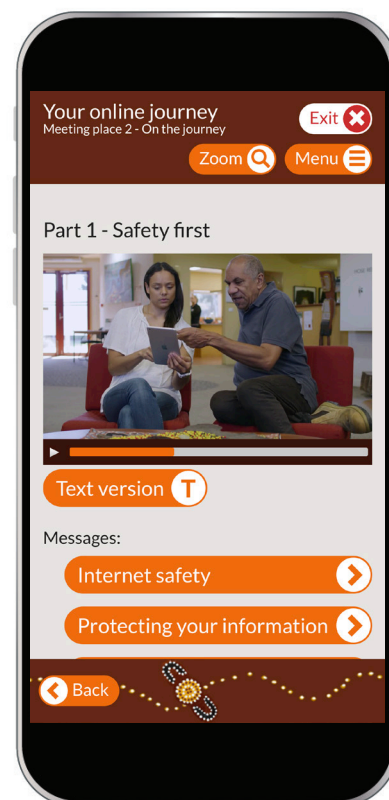 Your online journey
Meeting place 2 - On the journey
Exit
Zoom
Menu
Part 1 - Safety first
Text version T
Messages:
Internet safety
Protecting your information
Back